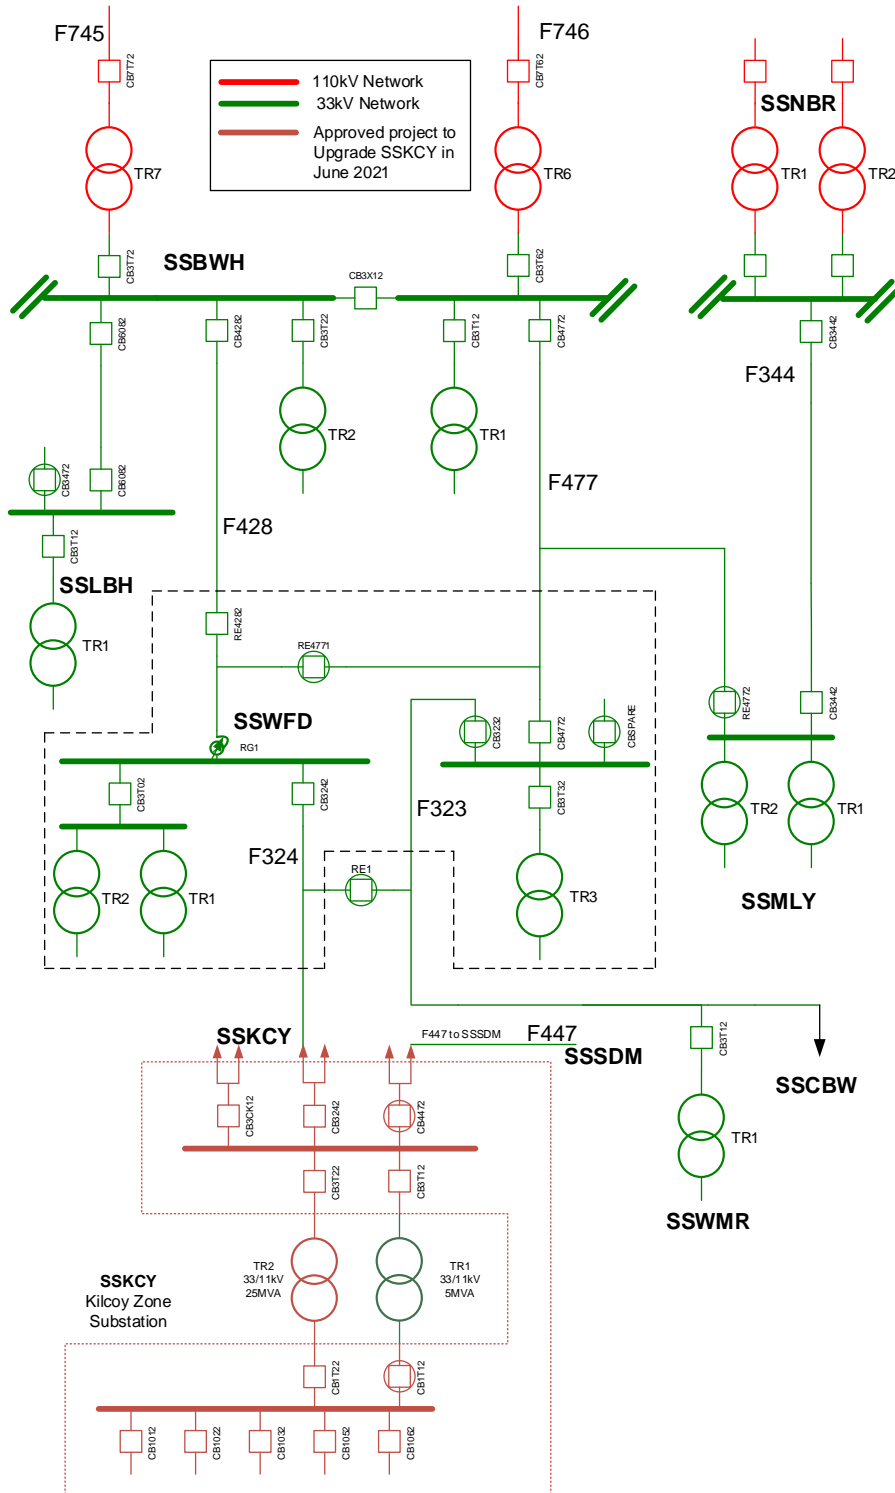 F745
F746
CB7T72
CB7T62
110kV Network
33kV Network
Approved project to
Upgrade SSKCY in
June 2021
SSNBR
TR7
TR6
TR1
TR2
CB3T72
SSBWH
CB3X12
CB3T62
CB6082
CB4282
CB3T22
CB3T12
CB4772
CB3442
F344
TR2
TR1
CB3472
CB6082
F477
F428
CB3T12
SSLBH
TR1
RE4282
RE4771
RE4772
CB3442
SSWFD
RG1
CB3232
CB4772
CBSPARE
CB3T02
CB3242
F323
CB3T32
TR2
TR1
F324
RE1
TR2
TR1
TR3
SSMLY
SSKCY
F447 to SSSDM
F447
SSSDM
CB3T12
SSCBW
CB3CK12
CB3242
CB4472
TR1
CB3T22
CB3T12
SSWMR
SSKCY
Kilcoy Zone
Substation
TR2
33/11kV
25MVA
TR1
33/11kV
5MVA
CB1T22
CB1T12
CB1012
CB1022
CB1032
CB1052
CB1062